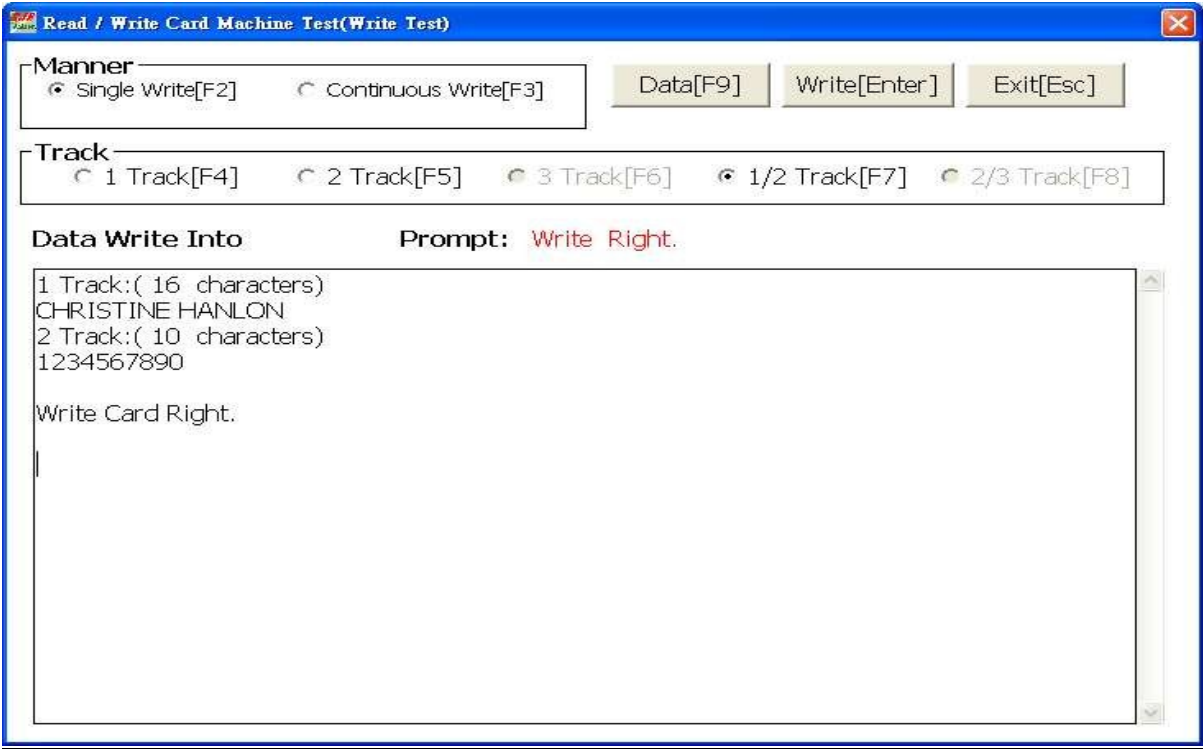 Read / Write Card Machine Test(Write Test)
Manner
Single Write[F2] Continuous Write[F3] Data[F9] Write[Enter] Exit[Esc]
Track
1 Track[F4] 2 Track[F5] 3 Track[F6] 1/2 Track[F7] 2/3 Track[F8]
Data Write Into Prompt: Write Right.
1 Track:( 16 characters)
CHRISTINE HANLON
2 Track:( 10 characters)
1234567890
Write Card Right.